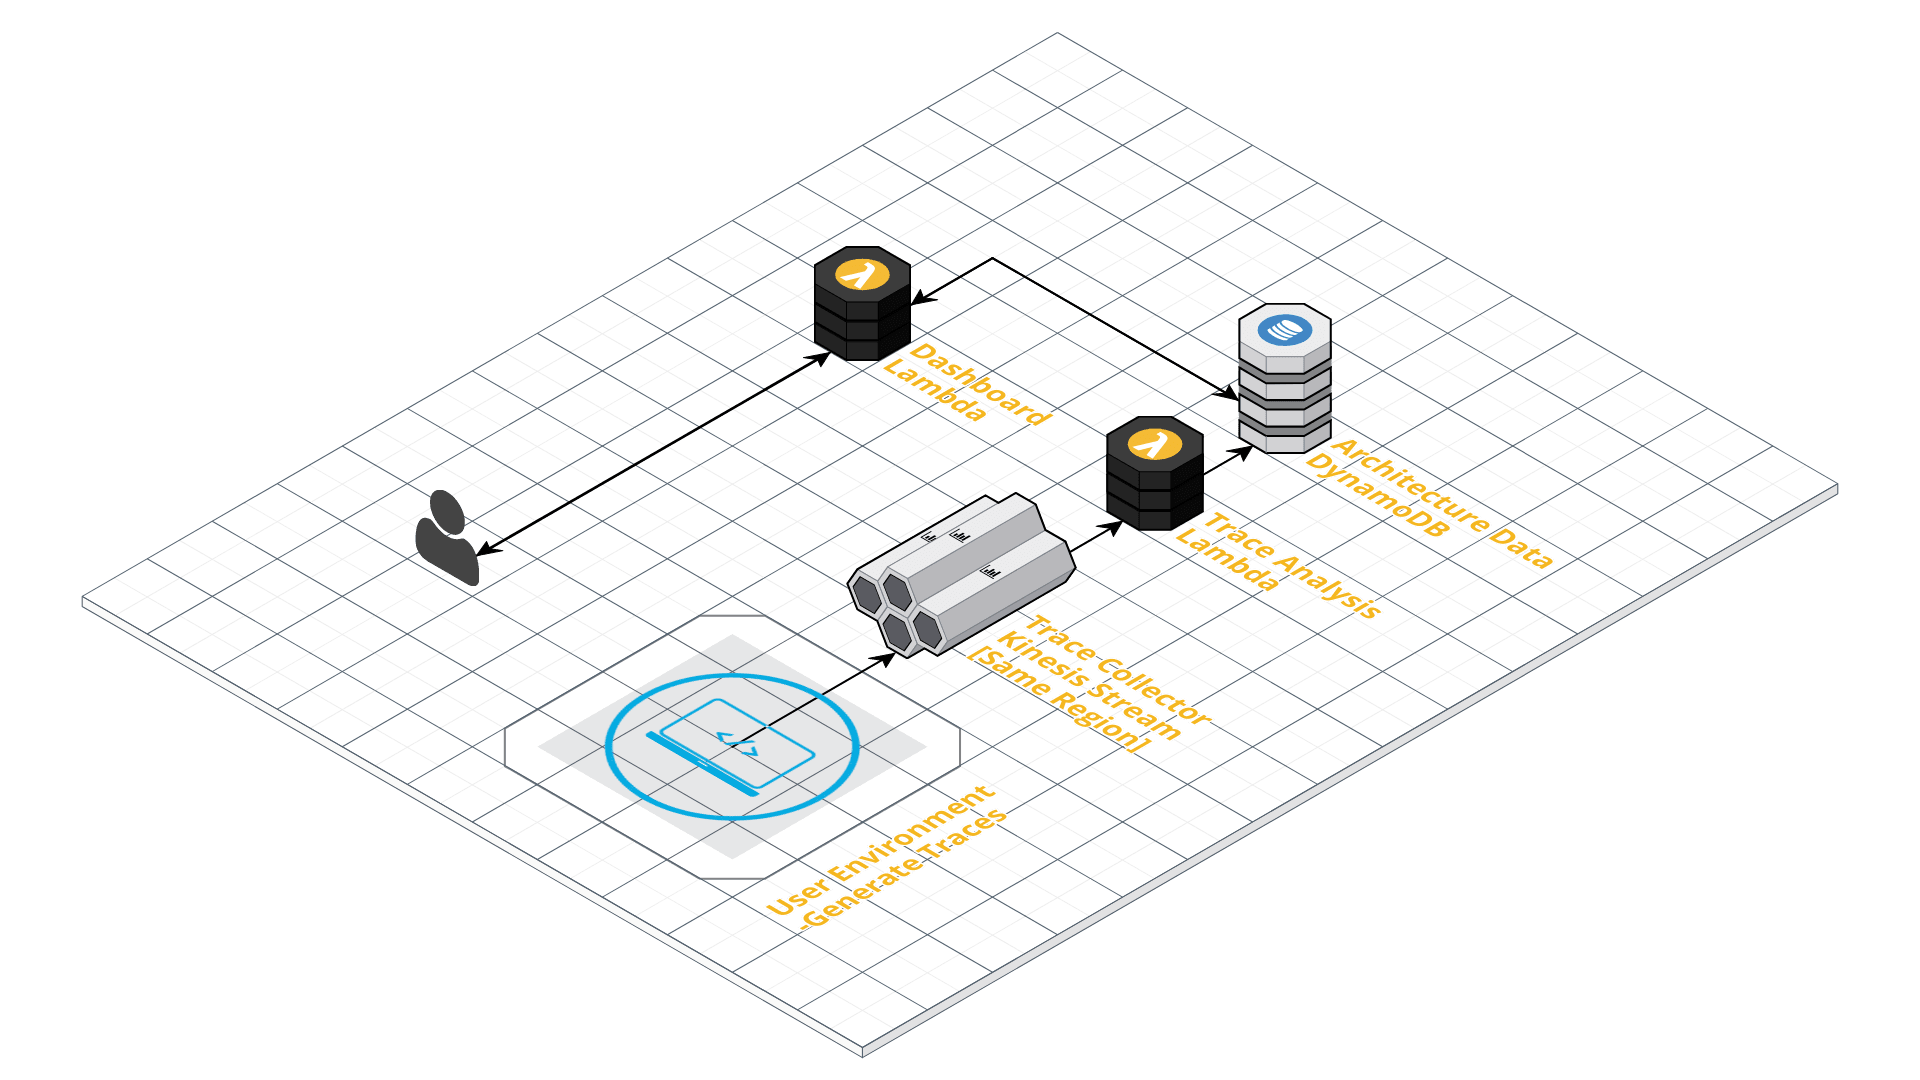 Dashboard
Lambda
Architecture Data
DynamoDB
Trace Analysis
Lambda
Trace Collector
Kinesis Stream
[Same Region]
User Environment
-Generate Traces